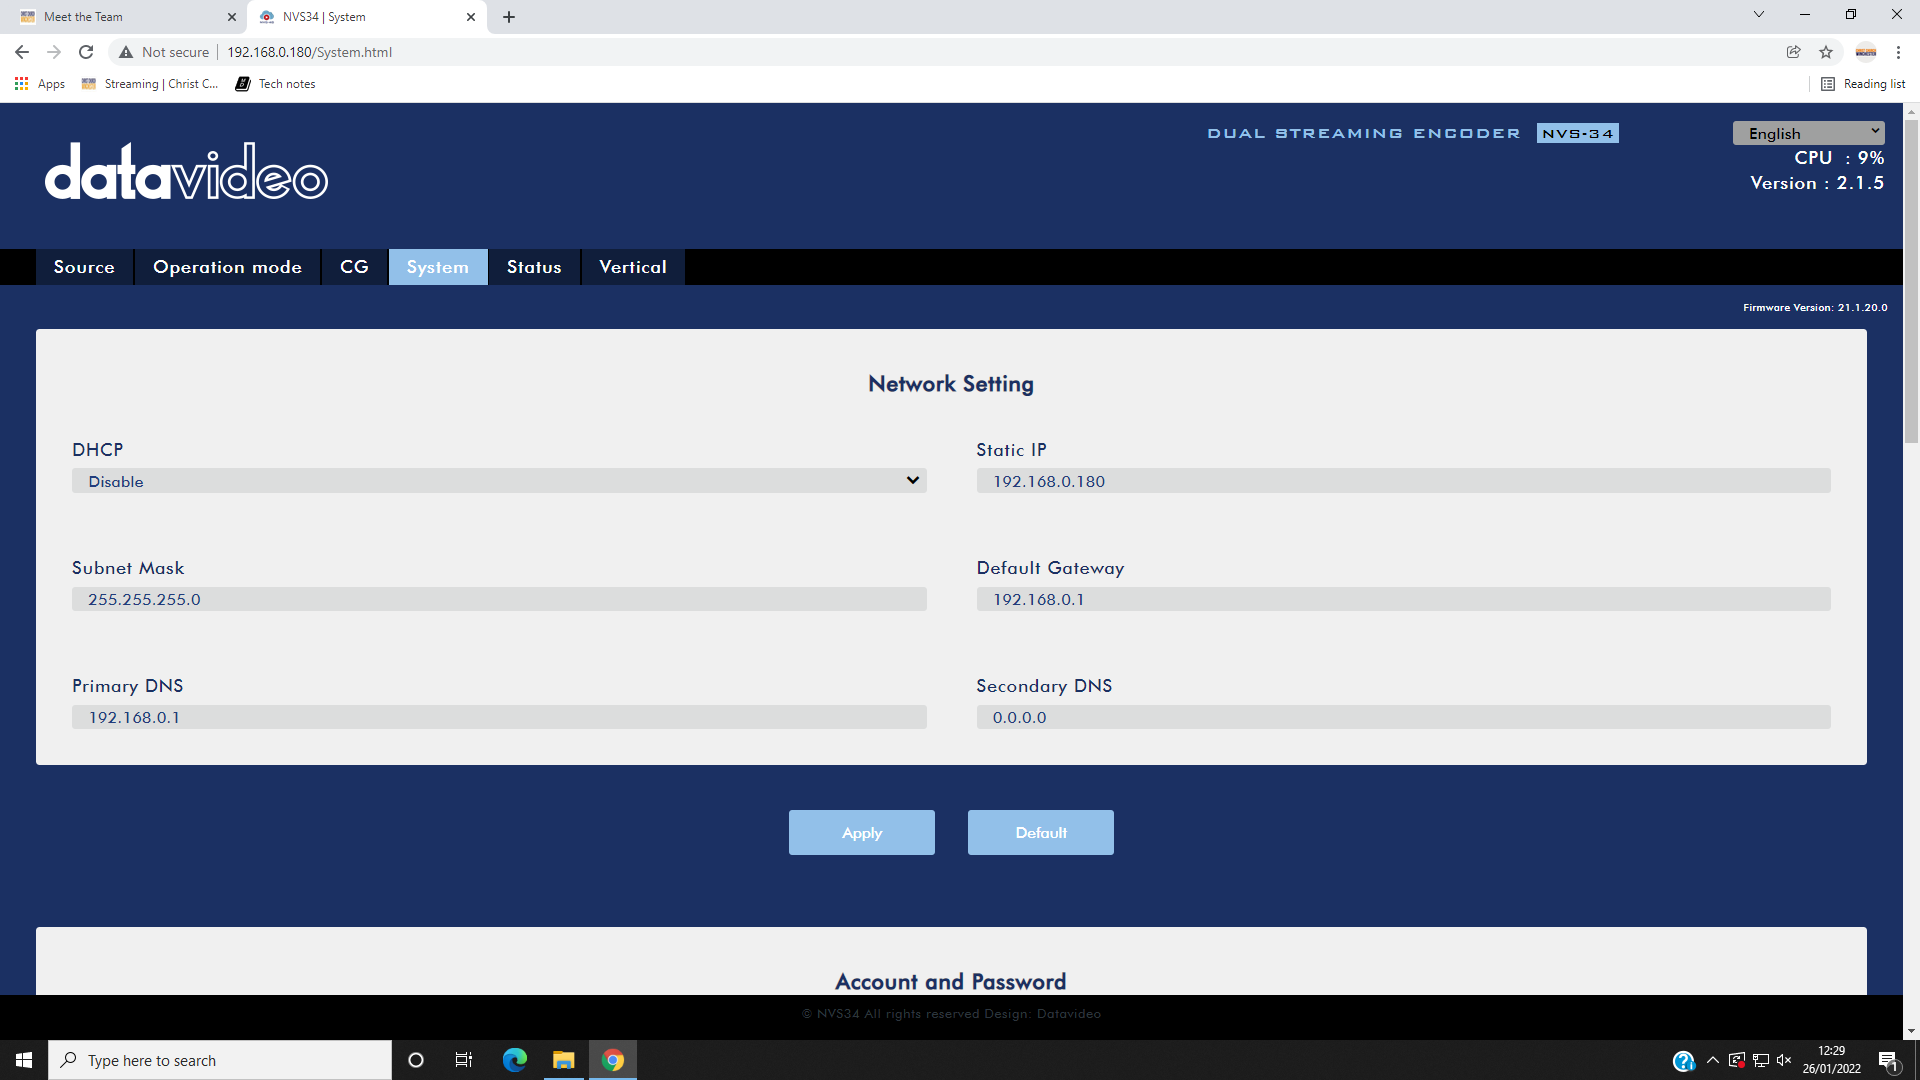 Meet the Team
NVS34 | System
Not secure
192.168.0.180/System.html
Apps
Streaming | Christ C...
Tech notes
Reading list
datavideo
DUAL STREAMING ENCODER NVS-34
English
CPU : 9%
Version : 2.1.5
Source
Operation mode
CG
System
Status
Vertical
Firmware Version: 21.1.20.0
Network Setting
DHCP
Disable
Static IP
192.168.0.180
Subnet Mask
255.255.255.0
Default Gateway
192.168.0.1
Primary DNS
192.168.0.1
Secondary DNS
0.0.0.0
Apply
Default
Account and Password
© NVS34 All rights reserved Design: Datavideo
Type here to search
12:29
26/01/2022
1